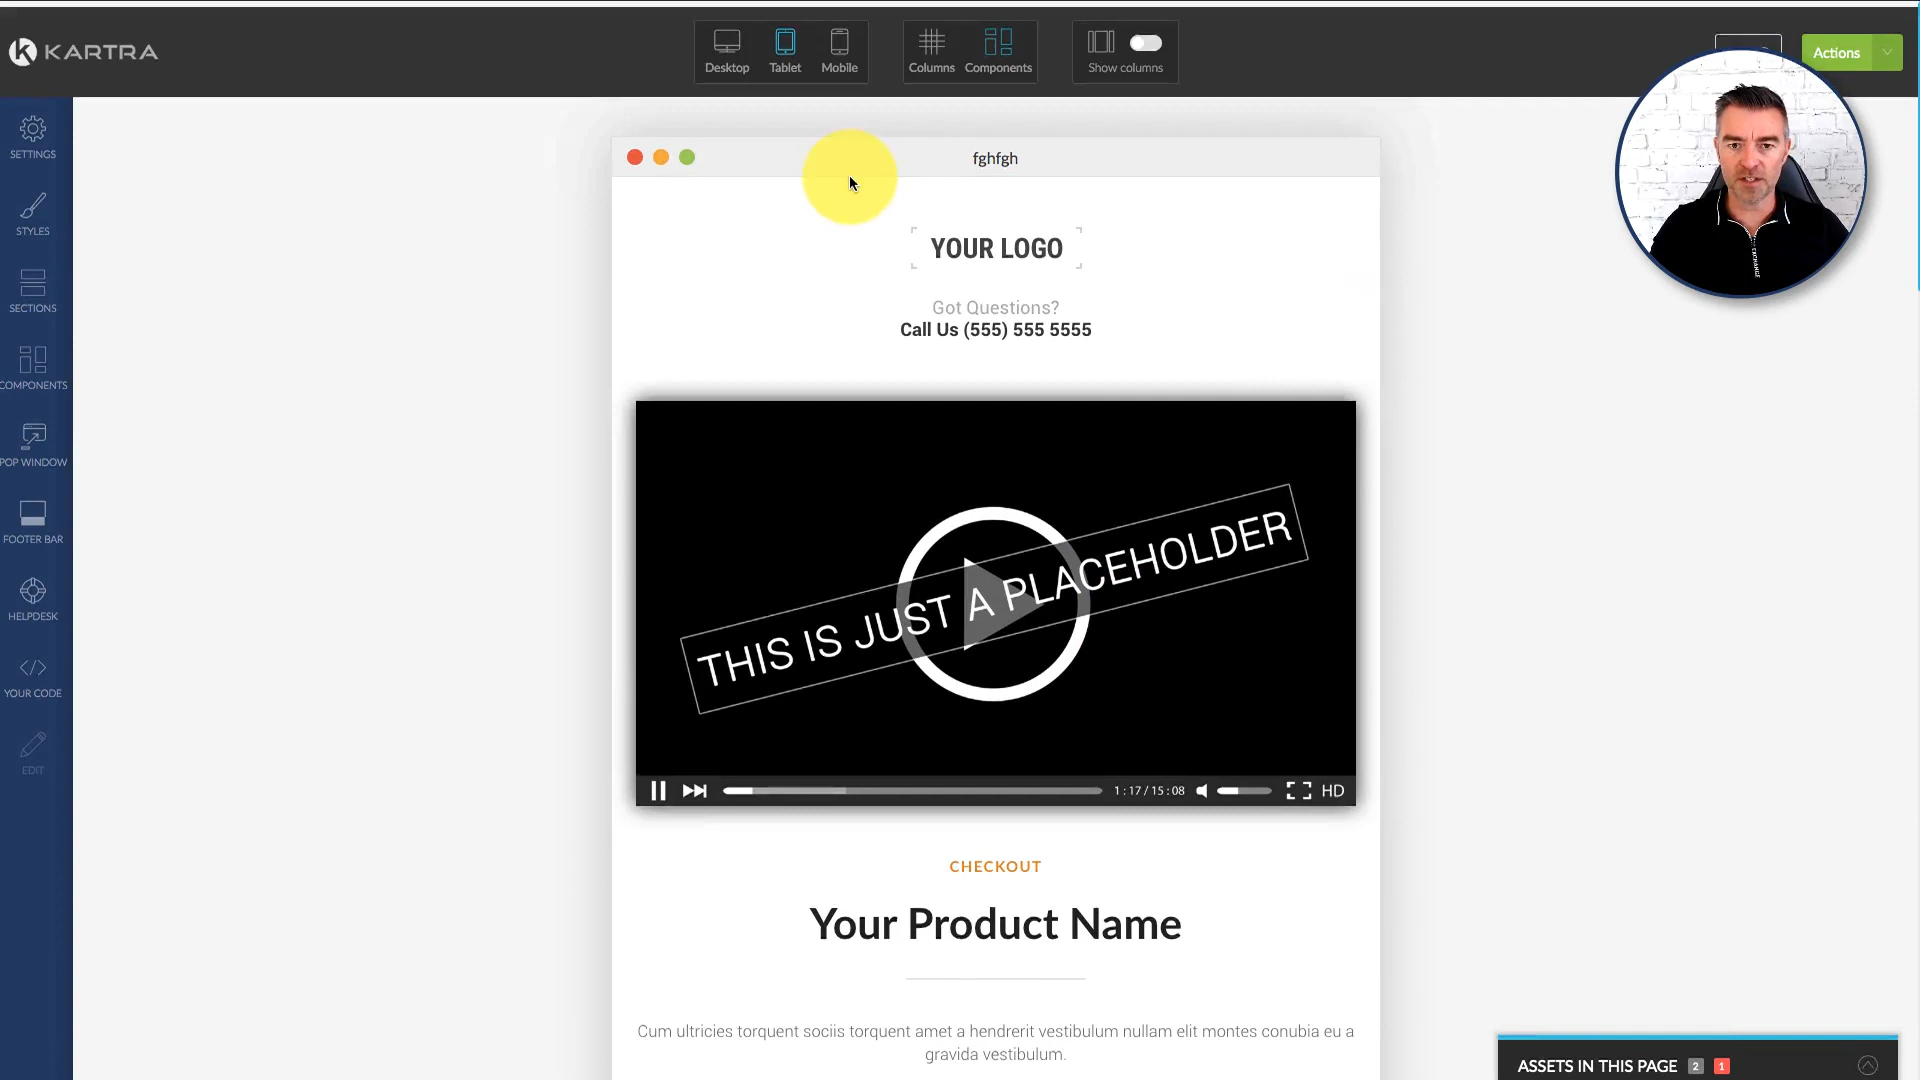 KARTRA
Desktop Tablet Mobile
Columns Components
Show columns
Actions
SETTINGS
STYLES
SECTIONS
COMPONENTS
POP WINDOW
FOOTER BAR
HELPDESK
YOUR CODE
EDIT
fghfgh
YOUR LOGO
Got Questions?
Call Us (555) 555 5555
THIS IS JUST A PLACEHOLDER
1:17/15:08 HD
CHECKOUT
Your Product Name
Cum ultricies torquent sociis torquent amet a hendrerit vestibulum nullam elit montes conubia eu a
gravida vestibulum.
ASSETS IN THIS PAGE 2 1